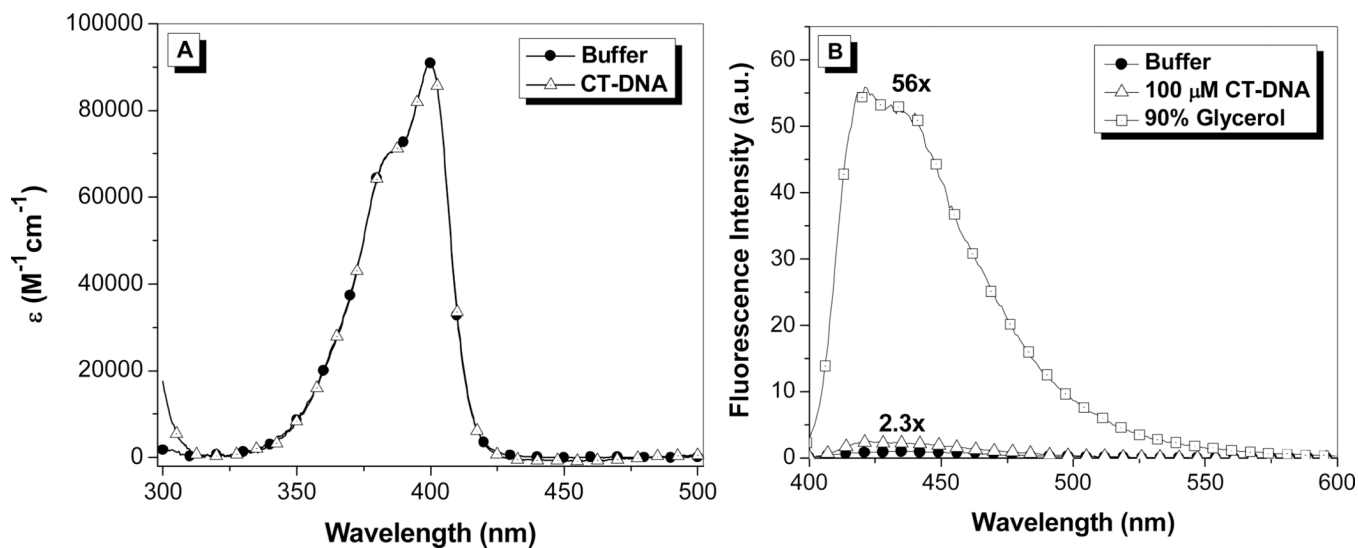 A
Buffer
CT-DNA
100000
80000
60000
40000
20000
0
ε (M⁻¹cm⁻¹)
300
350
400
450
500
Wavelength (nm)
B
Buffer
100 μM CT-DNA
90% Glycerol
56x
2.3x
60
50
40
30
20
10
0
Fluorescence Intensity (a.u.)
400
450
500
550
600
Wavelength (nm)